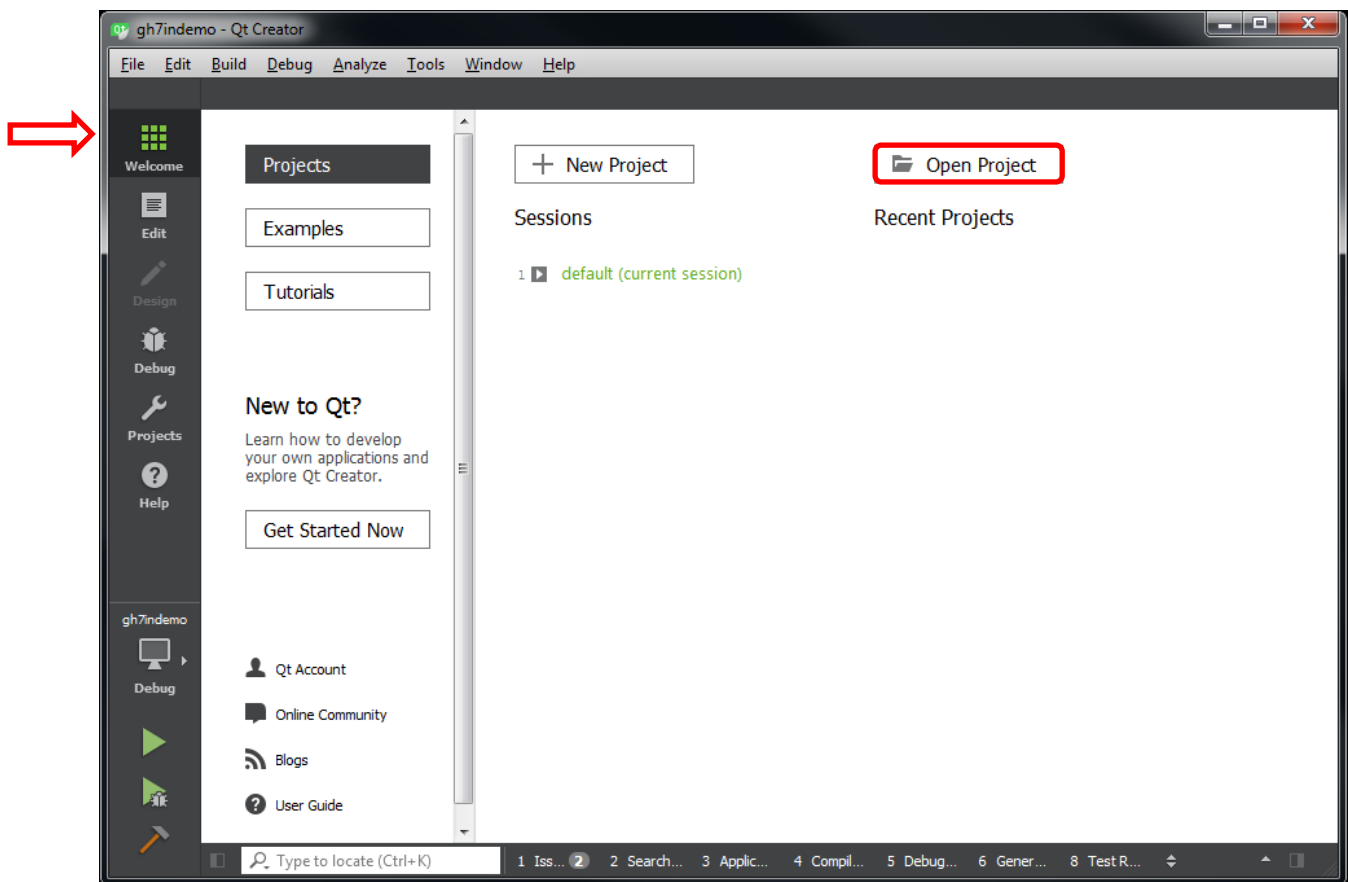 gh7indemo - Qt Creator
File Edit Build Debug Analyze Tools Window Help
Welcome
Edit
Design
Debug
Projects
Help
gh7indemo
Debug
Projects
Examples
Tutorials
New to Qt?
Learn how to develop
your own applications and
explore Qt Creator.
Get Started Now
Qt Account
Online Community
Blogs
User Guide
New Project
Sessions
1 default (current session)
Open Project
Recent Projects
Type to locate (Ctrl+K)
1 Iss... 2 2 Search... 3 Applic... 4 Compil... 5 Debug... 6 Gener... 8 Test R...